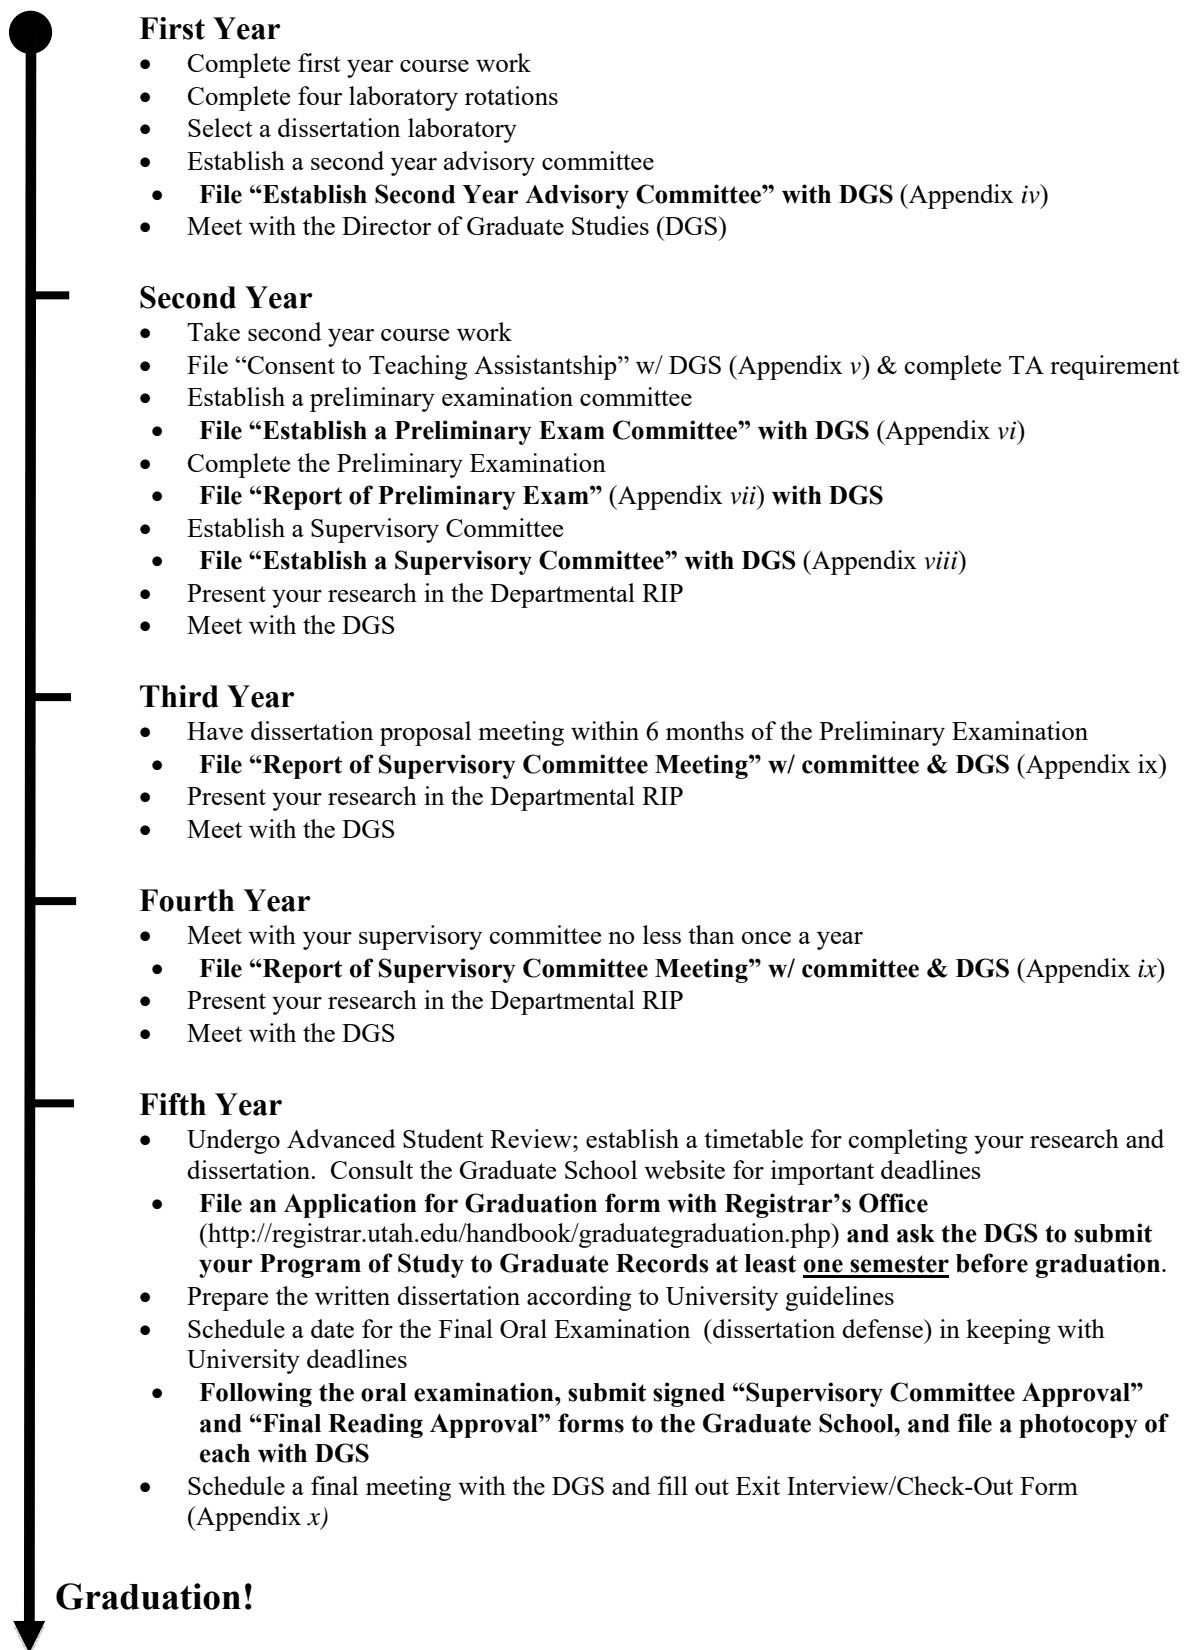 First Year
• Complete first year course work
• Complete four laboratory rotations
• Select a dissertation laboratory
• Establish a second year advisory committee
• File “Establish Second Year Advisory Committee” with DGS (Appendix iv)
• Meet with the Director of Graduate Studies (DGS)
Second Year
• Take second year course work
• File “Consent to Teaching Assistantship” w/ DGS (Appendix v) & complete TA requirement
• Establish a preliminary examination committee
• File “Establish a Preliminary Exam Committee” with DGS (Appendix vi)
• Complete the Preliminary Examination
• File “Report of Preliminary Exam” (Appendix vii) with DGS
• Establish a Supervisory Committee
• File “Establish a Supervisory Committee” with DGS (Appendix viii)
• Present your research in the Departmental RIP
• Meet with the DGS
Third Year
• Have dissertation proposal meeting within 6 months of the Preliminary Examination
• File “Report of Supervisory Committee Meeting” w/ committee & DGS (Appendix ix)
• Present your research in the Departmental RIP
• Meet with the DGS
Fourth Year
• Meet with your supervisory committee no less than once a year
• File “Report of Supervisory Committee Meeting” w/ committee & DGS (Appendix ix)
• Present your research in the Departmental RIP
• Meet with the DGS
Fifth Year
• Undergo Advanced Student Review; establish a timetable for completing your research and
dissertation.  Consult the Graduate School website for important deadlines
• File an Application for Graduation form with Registrar’s Office
(http://registrar.utah.edu/handbook/graduategraduation.php) and ask the DGS to submit
your Program of Study to Graduate Records at least one semester before graduation.
• Prepare the written dissertation according to University guidelines
• Schedule a date for the Final Oral Examination  (dissertation defense) in keeping with
University deadlines
• Following the oral examination, submit signed “Supervisory Committee Approval”
and “Final Reading Approval” forms to the Graduate School, and file a photocopy of
each with DGS
• Schedule a final meeting with the DGS and fill out Exit Interview/Check-Out Form
(Appendix x)
Graduation!